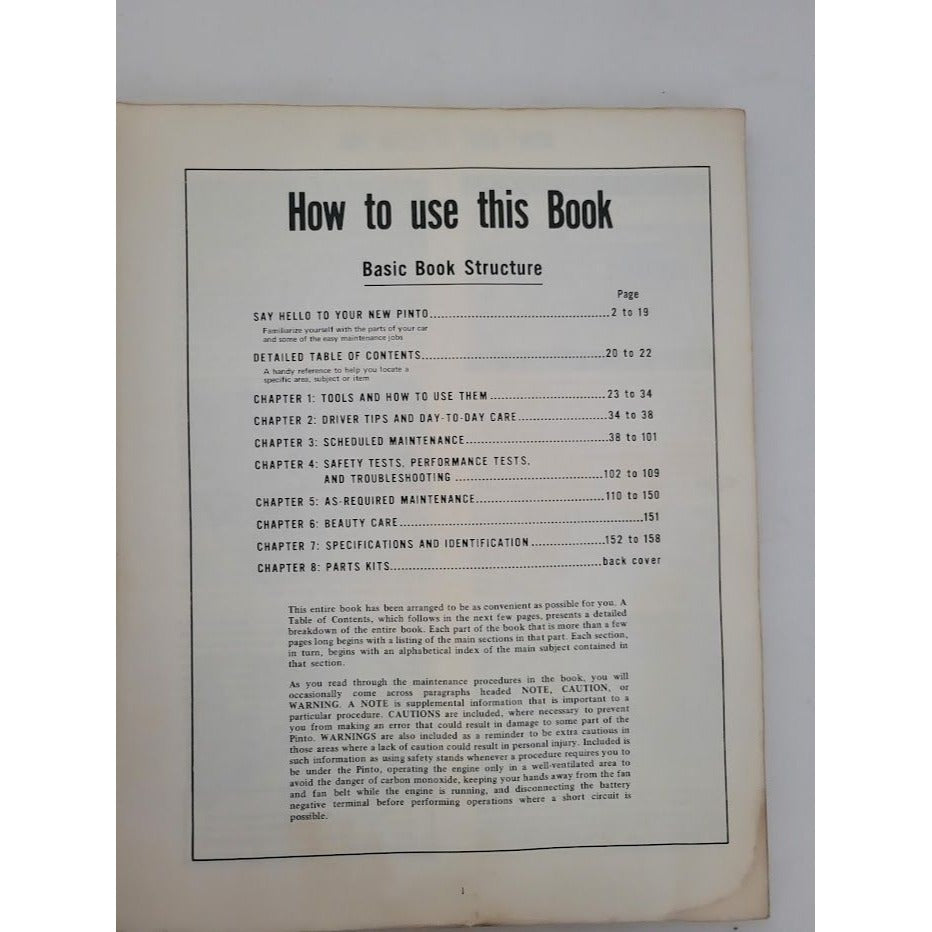 How to use this Book
Basic Book Structure
Page
SAY HELLO TO YOUR NEW PINTO........................................2 to 19
Familiarize yourself with the parts of your car
and some of the easy maintenance jobs
DETAILED TABLE OF CONTENTS........................................20 to 22
A handy reference to help you locate a
specific area, subject or item
CHAPTER 1: TOOLS AND HOW TO USE THEM.........................23 to 34
CHAPTER 2: DRIVER TIPS AND DAY-TO-DAY CARE...................34 to 38
CHAPTER 3: SCHEDULED MAINTENANCE..............................38 to 101
CHAPTER 4: SAFETY TESTS, PERFORMANCE TESTS,
AND TROUBLESHOOTING................................102 to 109
CHAPTER 5: AS-REQUIRED MAINTENANCE...........................110 to 150
CHAPTER 6: BEAUTY CARE....................................................151
CHAPTER 7: SPECIFICATIONS AND IDENTIFICATION................152 to 158
CHAPTER 8: PARTS KITS..............................................back cover
This entire book has been arranged to be as convenient as possible for you. A
Table of Contents, which follows in the next few pages, presents a detailed
breakdown of the entire book. Each part of the book that is more than a few
pages long begins with a listing of the main sections in that part. Each section,
in turn, begins with an alphabetical index of the main subject contained in
that section.
As you read through the maintenance procedures in the book, you will
occasionally come across paragraphs headed NOTE, CAUTION, or
WARNING. A NOTE is supplemental information that is important to a
particular procedure. CAUTIONS are included, where necessary to prevent
you from making an error that could result in damage to some part of the
Pinto. WARNINGS are also included as a reminder to be extra cautious in
those areas where a lack of caution could result in personal injury. Included is
such information as using safety stands whenever a procedure requires you to
be under the Pinto, operating the engine only in a well-ventilated area to
avoid the danger of carbon monoxide, keeping your hands away from the fan
and fan belt while the engine is running, and disconnecting the battery
negative terminal before performing operations where a short circuit is
possible.
1